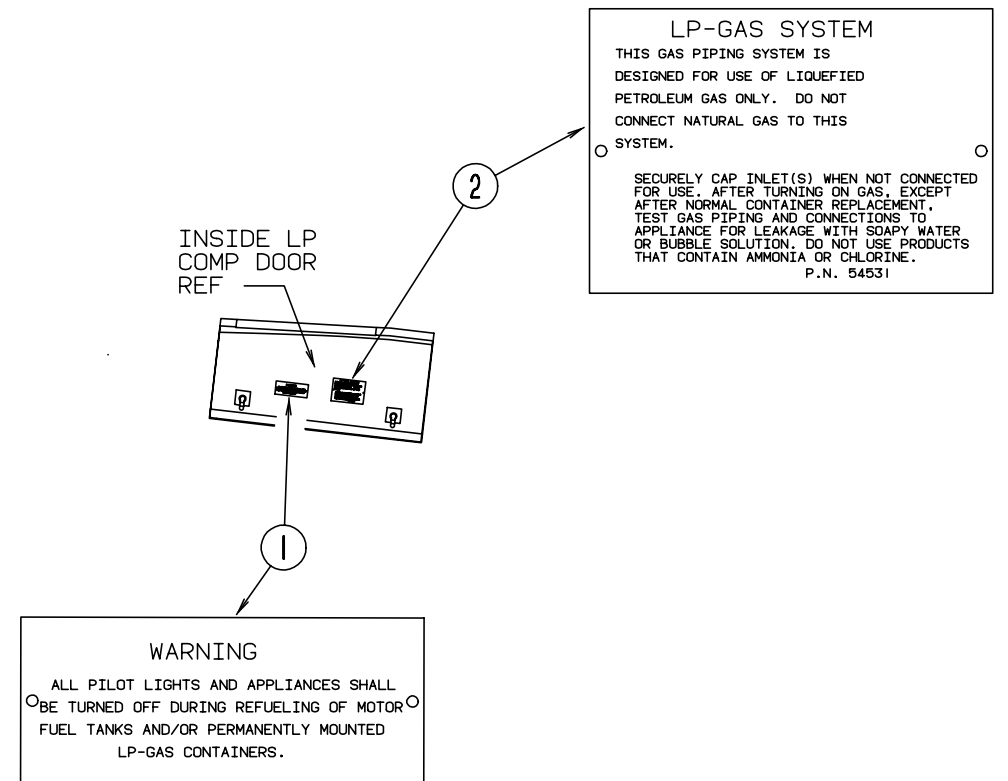 LP-GAS SYSTEM
THIS GAS PIPING SYSTEM IS
DESIGNED FOR USE OF LIQUEFIED
PETROLEUM GAS ONLY. DO NOT
CONNECT NATURAL GAS TO THIS
SYSTEM.
SECURELY CAP INLET(S) WHEN NOT CONNECTED
FOR USE. AFTER TURNING ON GAS, EXCEPT
AFTER NORMAL CONTAINER REPLACEMENT,
TEST GAS PIPING AND CONNECTIONS TO
APPLIANCE FOR LEAKAGE WITH SOAPY WATER
OR BUBBLE SOLUTION. DO NOT USE PRODUCTS
THAT CONTAIN AMMONIA OR CHLORINE.
P.N. 54531
2
INSIDE LP
COMP DOOR
REF
1
WARNING
ALL PILOT LIGHTS AND APPLIANCES SHALL
BE TURNED OFF DURING REFUELING OF MOTOR
FUEL TANKS AND/OR PERMANENTLY MOUNTED
LP-GAS CONTAINERS.